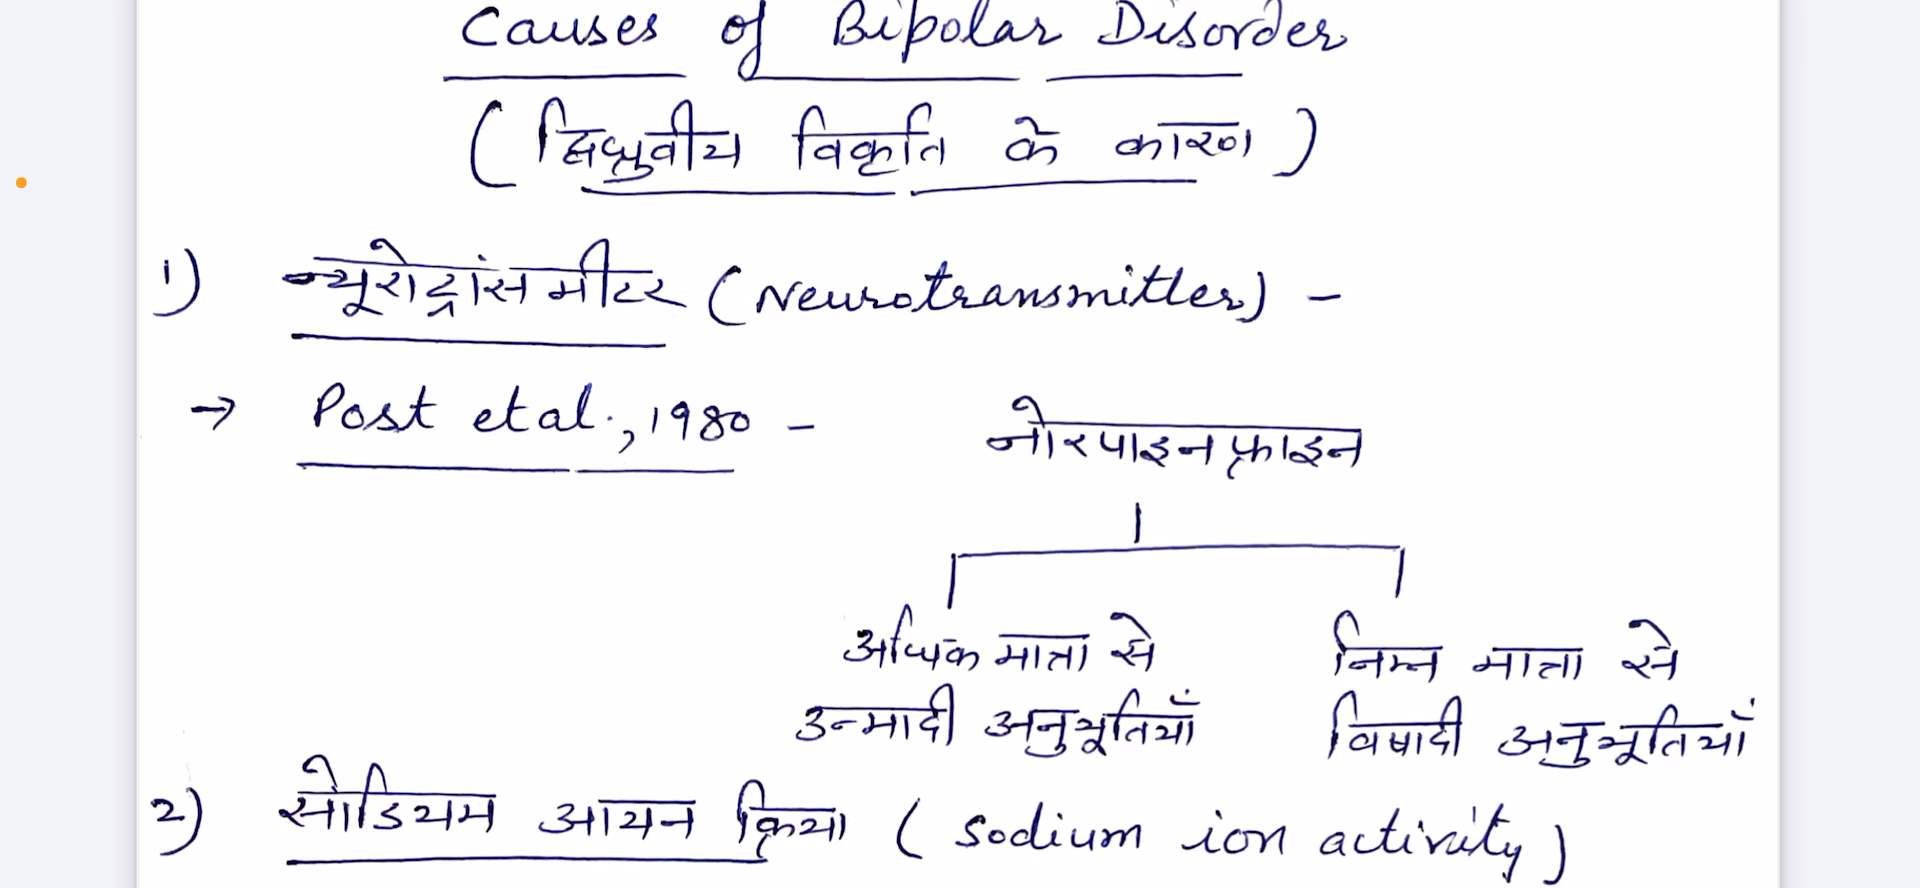 Causes of Bipolar Disorder
(द्विध्रुवीय विकृति के कारण)
1) न्यूरोट्रांसमीटर (Neurotransmitter) -
→ Post et al., 1980 - नोरपाइनफ्राइन
अधिक मात्रा से निम्न मात्रा से
उन्मादी अनुभूतियाँ विषादी अनुभूतियाँ
2) सोडियम आयन क्रिया (sodium ion activity)